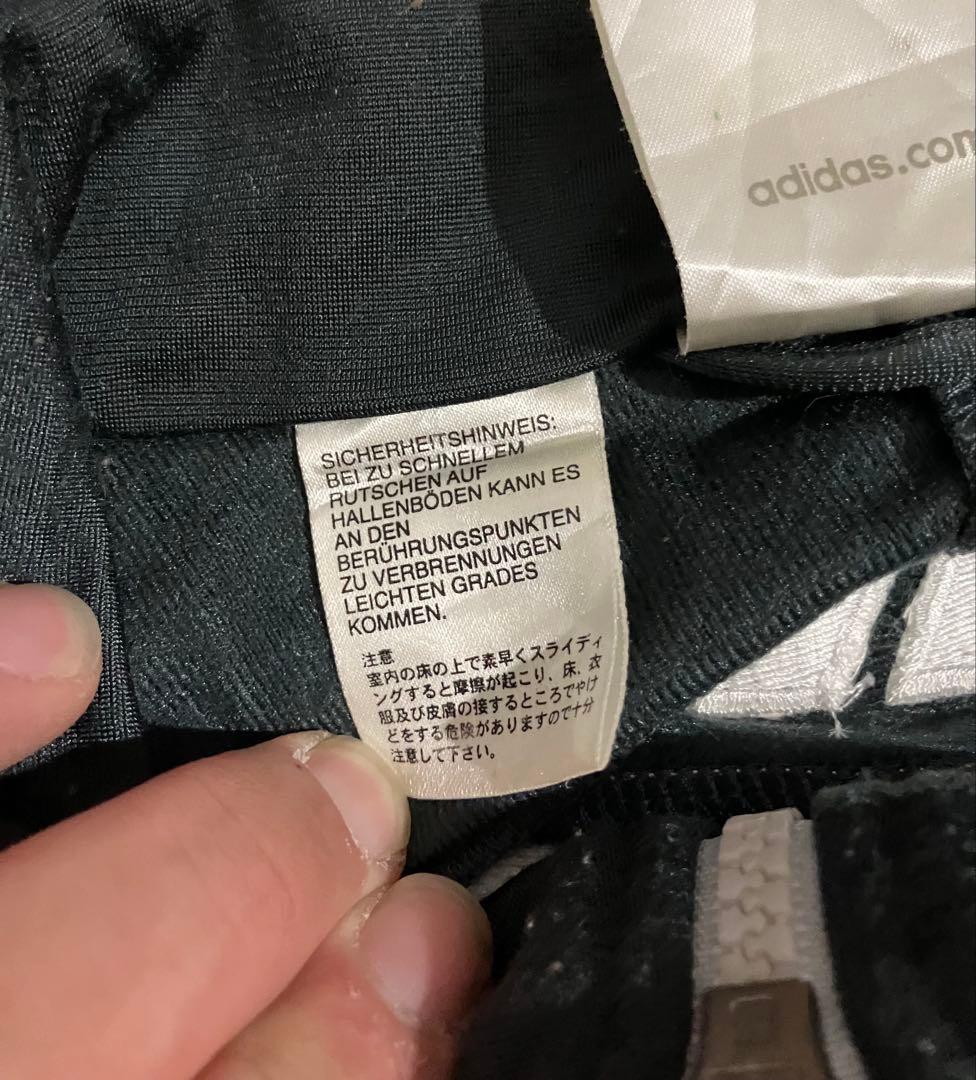 adidas.com
SICHERHEITSHINWEIS:
BEI ZU SCHNELLEM
RUTSCHEN AUF
HALLENBÖDEN KANN ES
AN DEN
BERÜHRUNGSPUNKTEN
ZU VERBRENNUNGEN
LEICHTEN GRADES
KOMMEN.
注意
室内の床の上で素早くスライディ
ングすると摩擦が起こり、床、衣
服及び皮膚の接するところでやけ
どをする危険がありますので十分
注意して下さい。